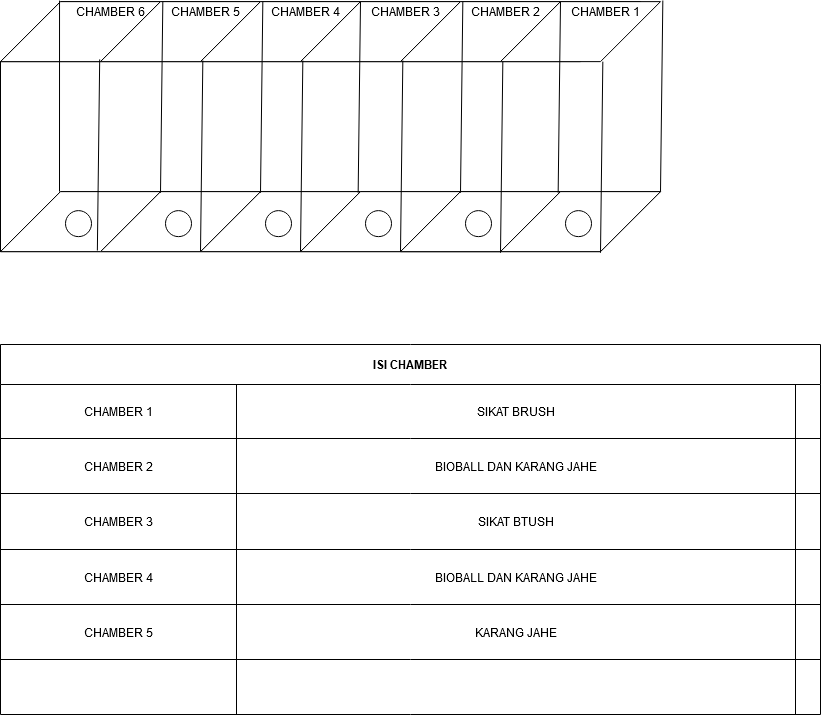 CHAMBER 6 CHAMBER 5 CHAMBER 4 CHAMBER 3 CHAMBER 2 CHAMBER 1
ISI CHAMBER
CHAMBER 1 SIKAT BRUSH
CHAMBER 2 BIOBALL DAN KARANG JAHE
CHAMBER 3 SIKAT BTUSH
CHAMBER 4 BIOBALL DAN KARANG JAHE
CHAMBER 5 KARANG JAHE